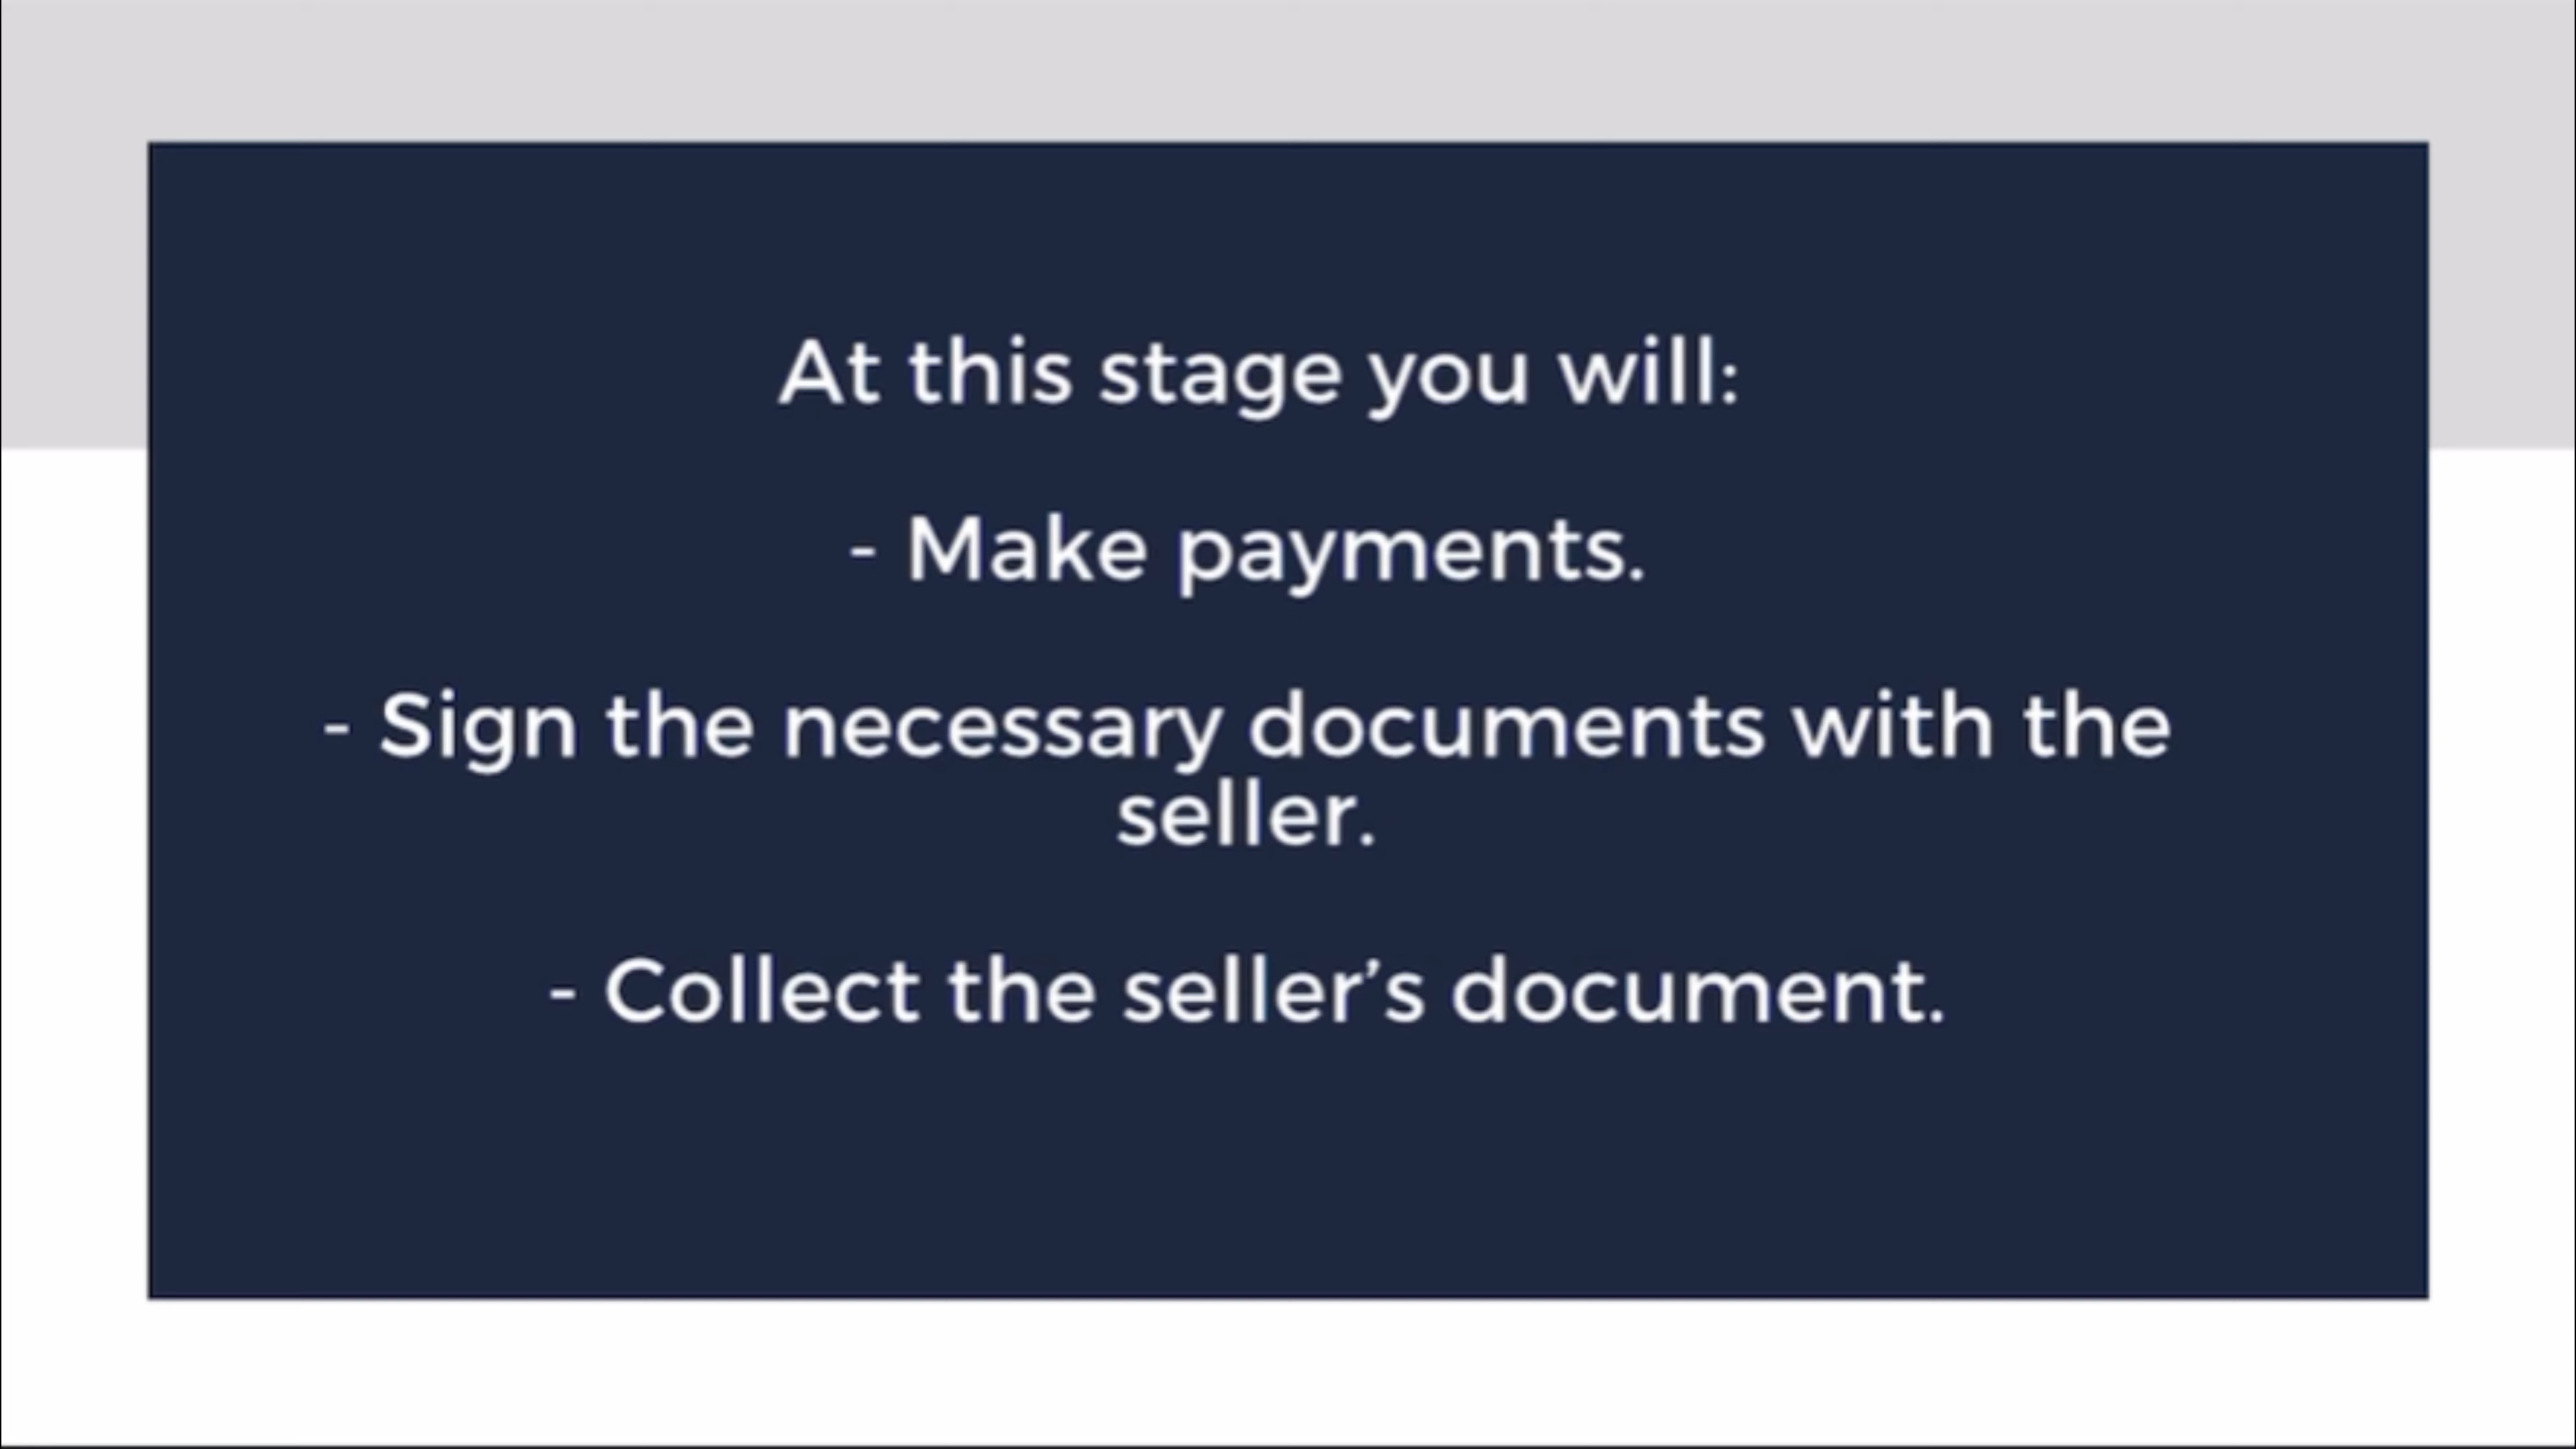 At this stage you will:
- Make payments.
- Sign the necessary documents with the
seller.
- Collect the seller’s document.